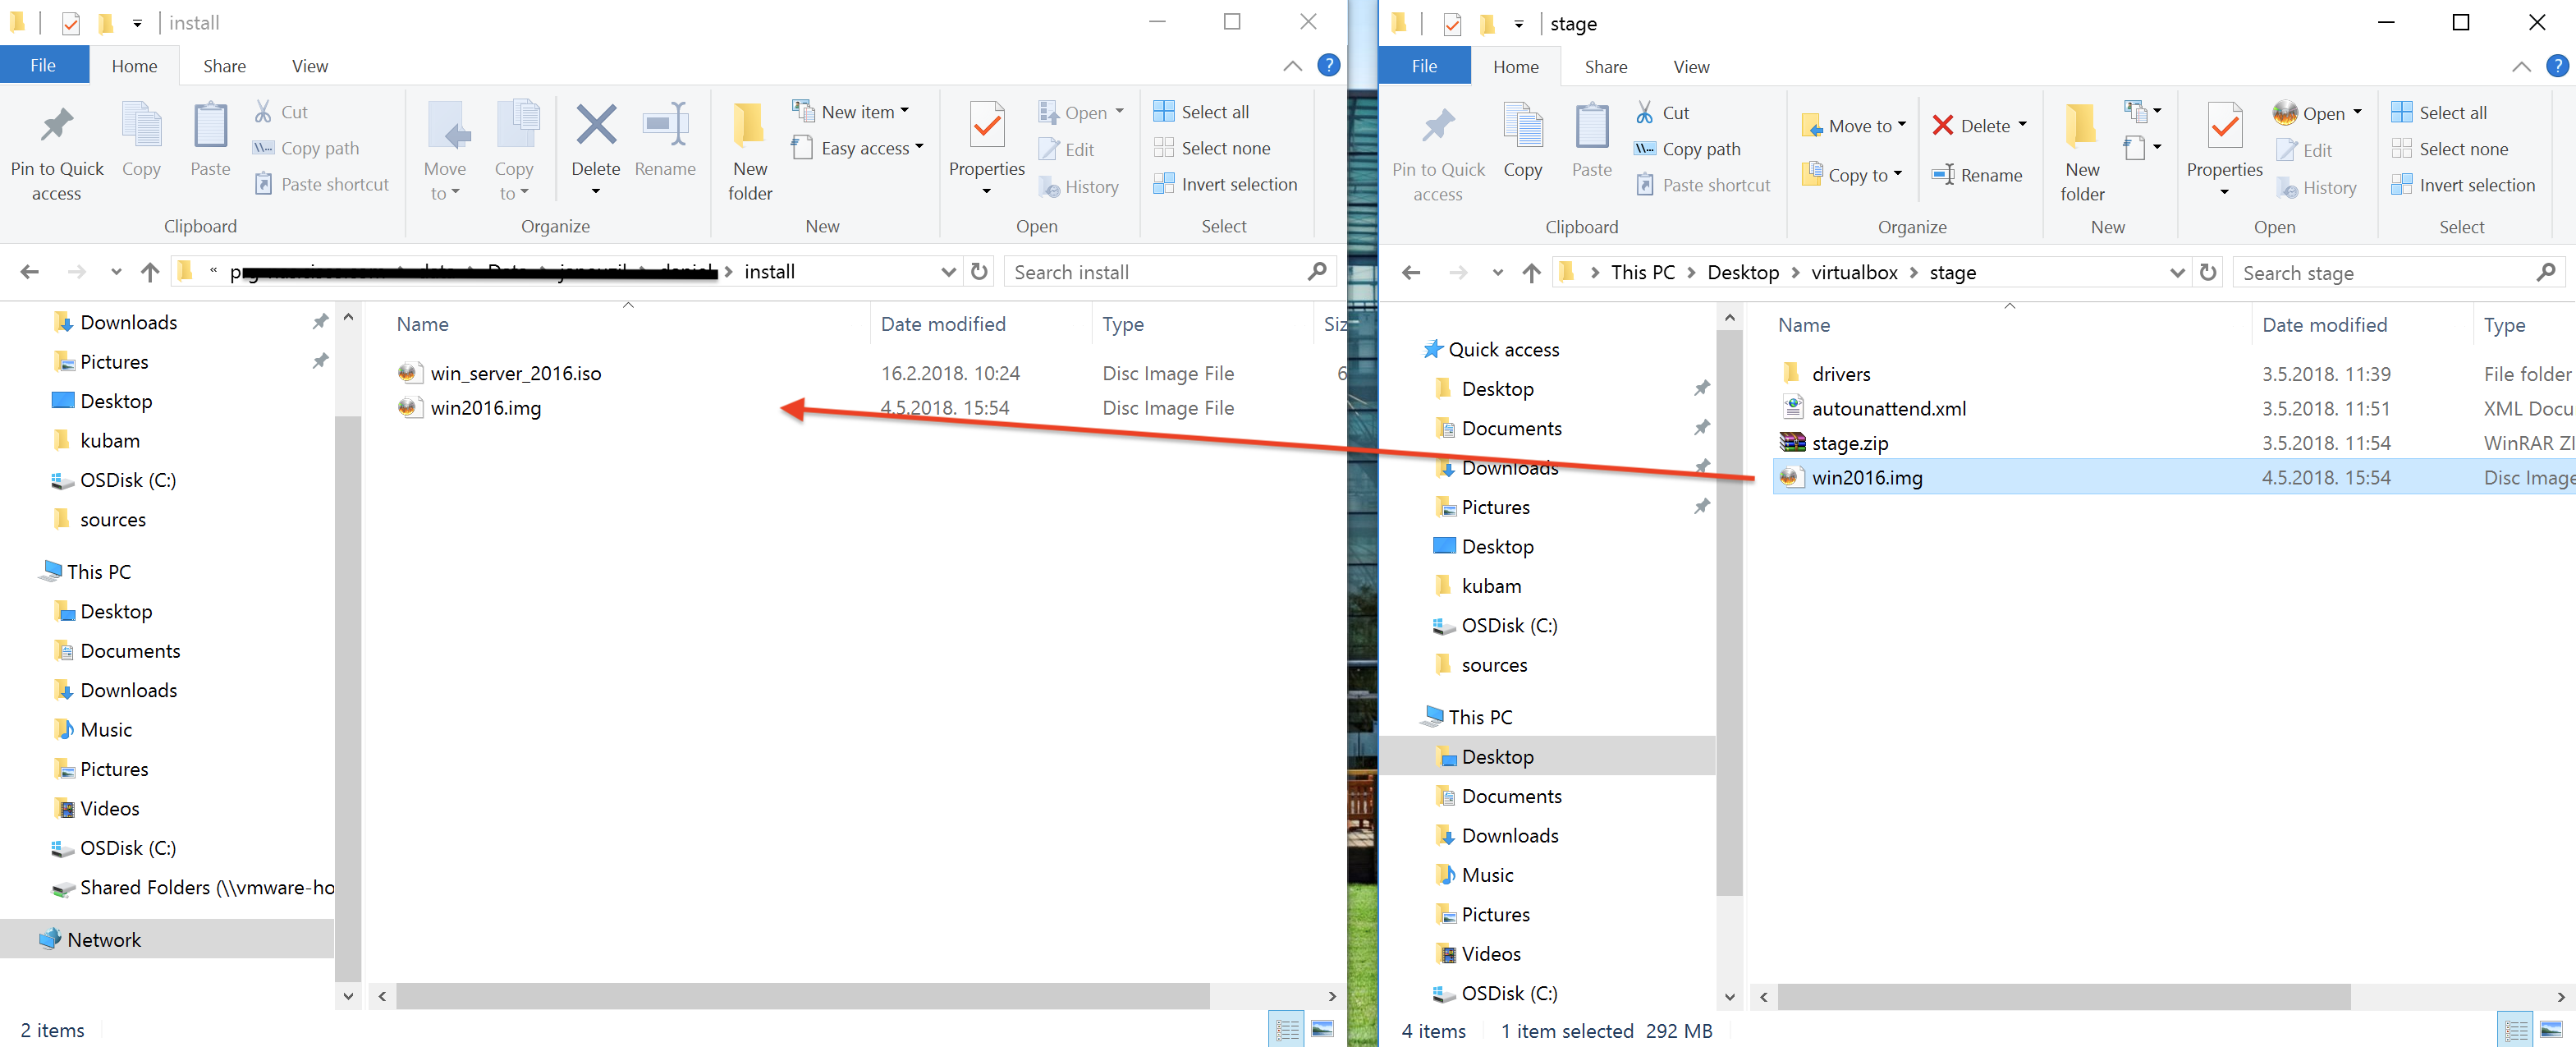 install
File Home Share View
Pin to Quick access
Copy
Paste
Cut
Copy path
Paste shortcut
Clipboard
Move to
Copy to
Delete
Rename
Organize
New folder
New item
Easy access
New
Properties
Open
Edit
History
Open
Select all
Select none
Invert selection
Select
« install
Search install
Downloads
Pictures
Desktop
kubam
OSDisk (C:)
sources
This PC
Desktop
Documents
Downloads
Music
Pictures
Videos
OSDisk (C:)
Shared Folders (\\vmware-ho
Network
Name Date modified Type Siz
win_server_2016.iso 16.2.2018. 10:24 Disc Image File 6
win2016.img 4.5.2018. 15:54 Disc Image File
2 items
stage
File Home Share View
Pin to Quick access
Copy
Paste
Cut
Copy path
Paste shortcut
Clipboard
Move to
Copy to
Delete
Rename
Organize
New folder
New
Properties
Open
Edit
History
Open
Select all
Select none
Invert selection
Select
This PC > Desktop > virtualbox > stage
Search stage
Quick access
Desktop
Documents
Downloads
Pictures
Desktop
kubam
OSDisk (C:)
sources
This PC
Desktop
Documents
Downloads
Music
Pictures
Videos
OSDisk (C:)
Name Date modified Type
drivers 3.5.2018. 11:39 File folder
autounattend.xml 3.5.2018. 11:51 XML Docu
stage.zip 3.5.2018. 11:54 WinRAR ZI
win2016.img 4.5.2018. 15:54 Disc Image
4 items 1 item selected 292 MB